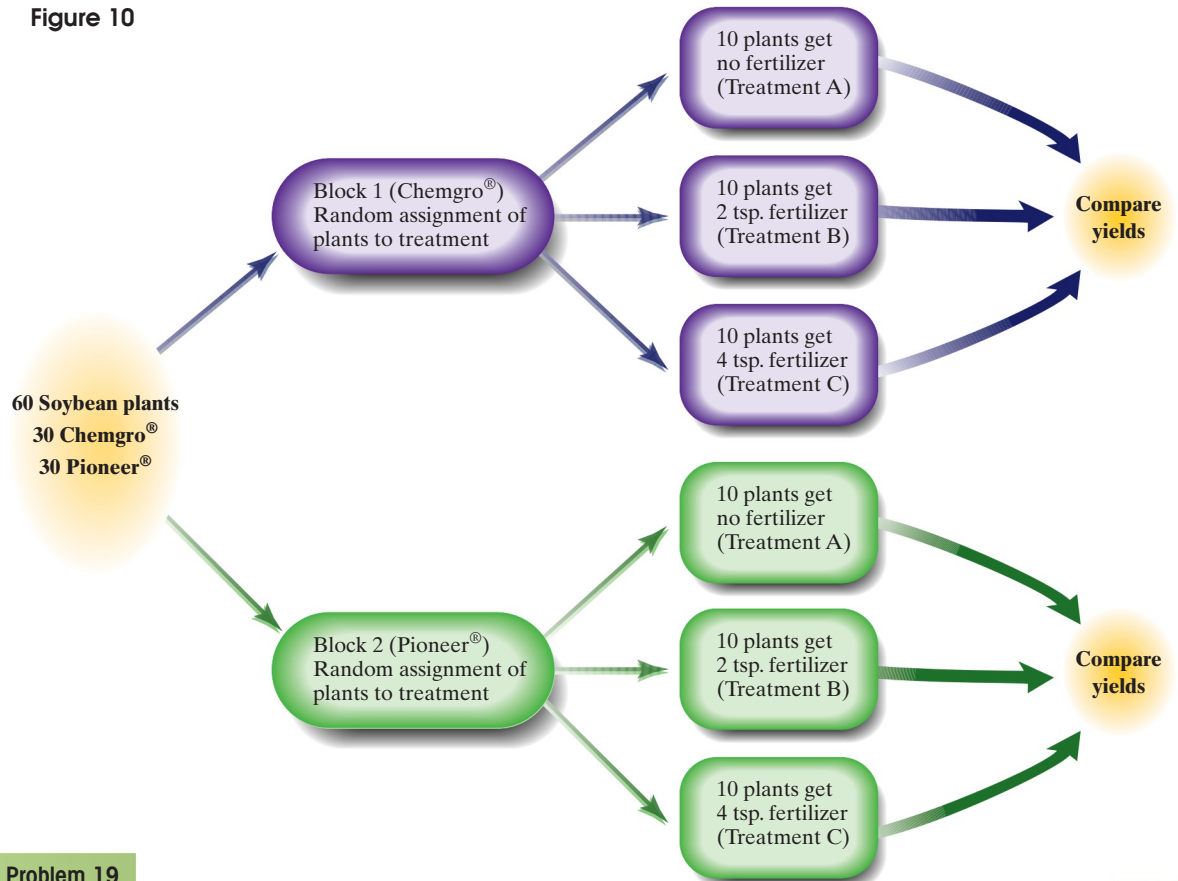 Figure 10
60 Soybean plants
30 Chemgro®
30 Pioneer®
Block 1 (Chemgro®)
Random assignment of
plants to treatment
10 plants get
no fertilizer
(Treatment A)
10 plants get
2 tsp. fertilizer
(Treatment B)
10 plants get
4 tsp. fertilizer
(Treatment C)
Compare
yields
Block 2 (Pioneer®)
Random assignment of
plants to treatment
10 plants get
no fertilizer
(Treatment A)
10 plants get
2 tsp. fertilizer
(Treatment B)
10 plants get
4 tsp. fertilizer
(Treatment C)
Compare
yields
Problem 19